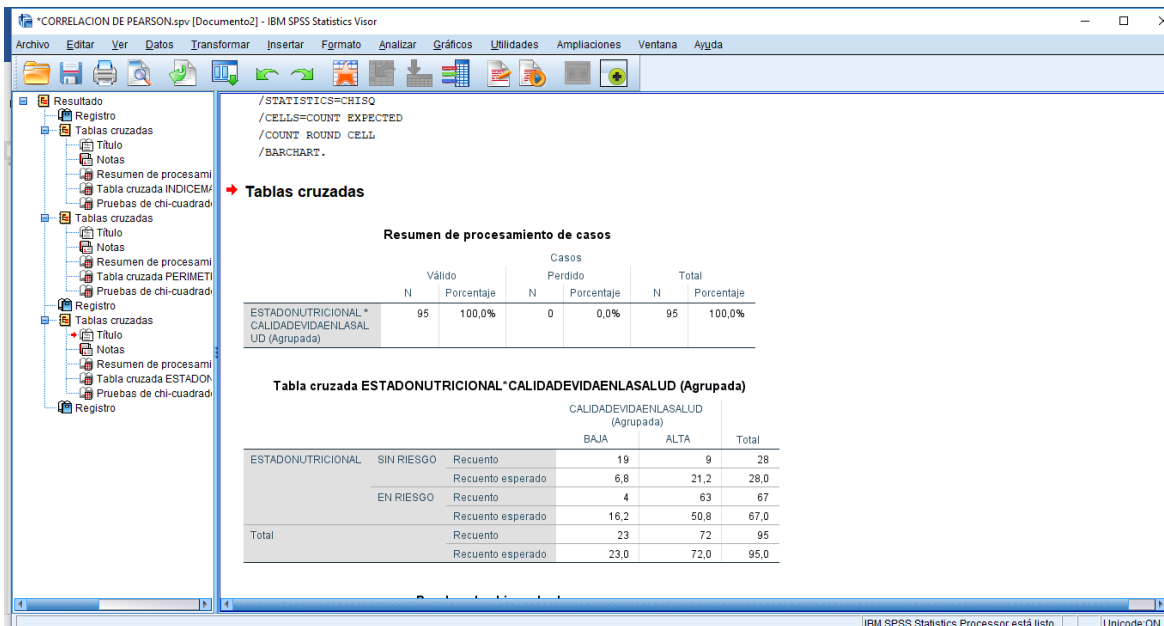 *CORRELACION DE PEARSON.spv [Documento2] - IBM SPSS Statistics Visor
Archivo Editar Ver Datos Transformar Insertar Formato Analizar Gráficos Utilidades Ampliaciones Ventana Ayuda
Resultado
Registro
Tablas cruzadas
Título
Notas
Resumen de procesami
Tabla cruzada INDICEMA
Pruebas de chi-cuadrad
Tablas cruzadas
Título
Notas
Resumen de procesami
Tabla cruzada PERIMETI
Pruebas de chi-cuadrad
Registro
Tablas cruzadas
Título
Notas
Resumen de procesami
Tabla cruzada ESTADON
Pruebas de chi-cuadrad
Registro
/STATISTICS=CHISQ
/CELLS=COUNT EXPECTED
/COUNT ROUND CELL
/BARCHART.
Tablas cruzadas
Resumen de procesamiento de casos
Casos
Válido Perdido Total
N Porcentaje N Porcentaje N Porcentaje
ESTADONUTRICIONAL * 95 100,0% 0 0,0% 95 100,0%
CALIDADEVIDAENLASAL
UD (Agrupada)
Tabla cruzada ESTADONUTRICIONAL*CALIDADEVIDAENLASALUD (Agrupada)
CALIDADEVIDAENLASALUD
(Agrupada)
BAJA ALTA Total
ESTADONUTRICIONAL SIN RIESGO Recuento 19 9 28
Recuento esperado 6,8 21,2 28,0
EN RIESGO Recuento 4 63 67
Recuento esperado 16,2 50,8 67,0
Total Recuento 23 72 95
Recuento esperado 23,0 72,0 95,0
IBM SPSS Statistics Processor está listo Unicode:ON